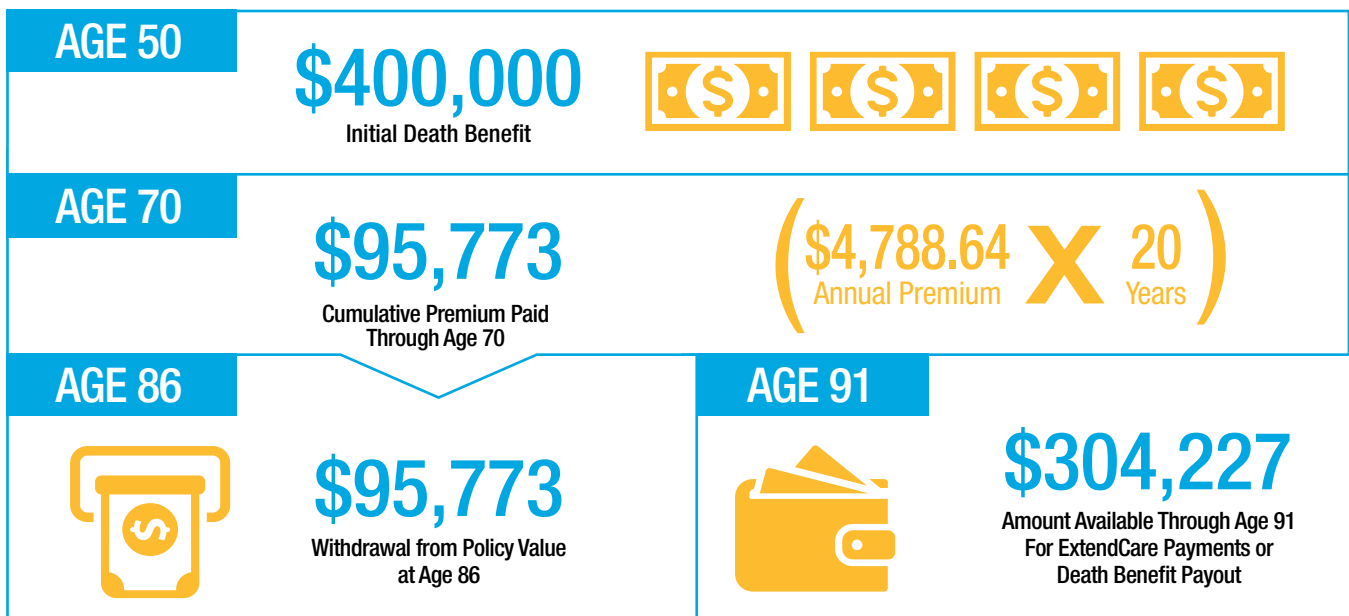 AGE 50
$400,000
Initial Death Benefit
$ $ $ $
AGE 70
$95,773
Cumulative Premium Paid
Through Age 70
( $4,788.64 X 20 )
Annual Premium Years
AGE 86
$
$95,773
Withdrawal from Policy Value
at Age 86
AGE 91
$304,227
Amount Available Through Age 91
For ExtendCare Payments or
Death Benefit Payout